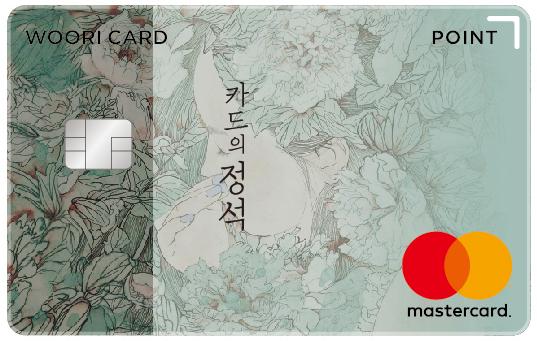 WOORI CARD
POINT
카드의정석
mastercard.